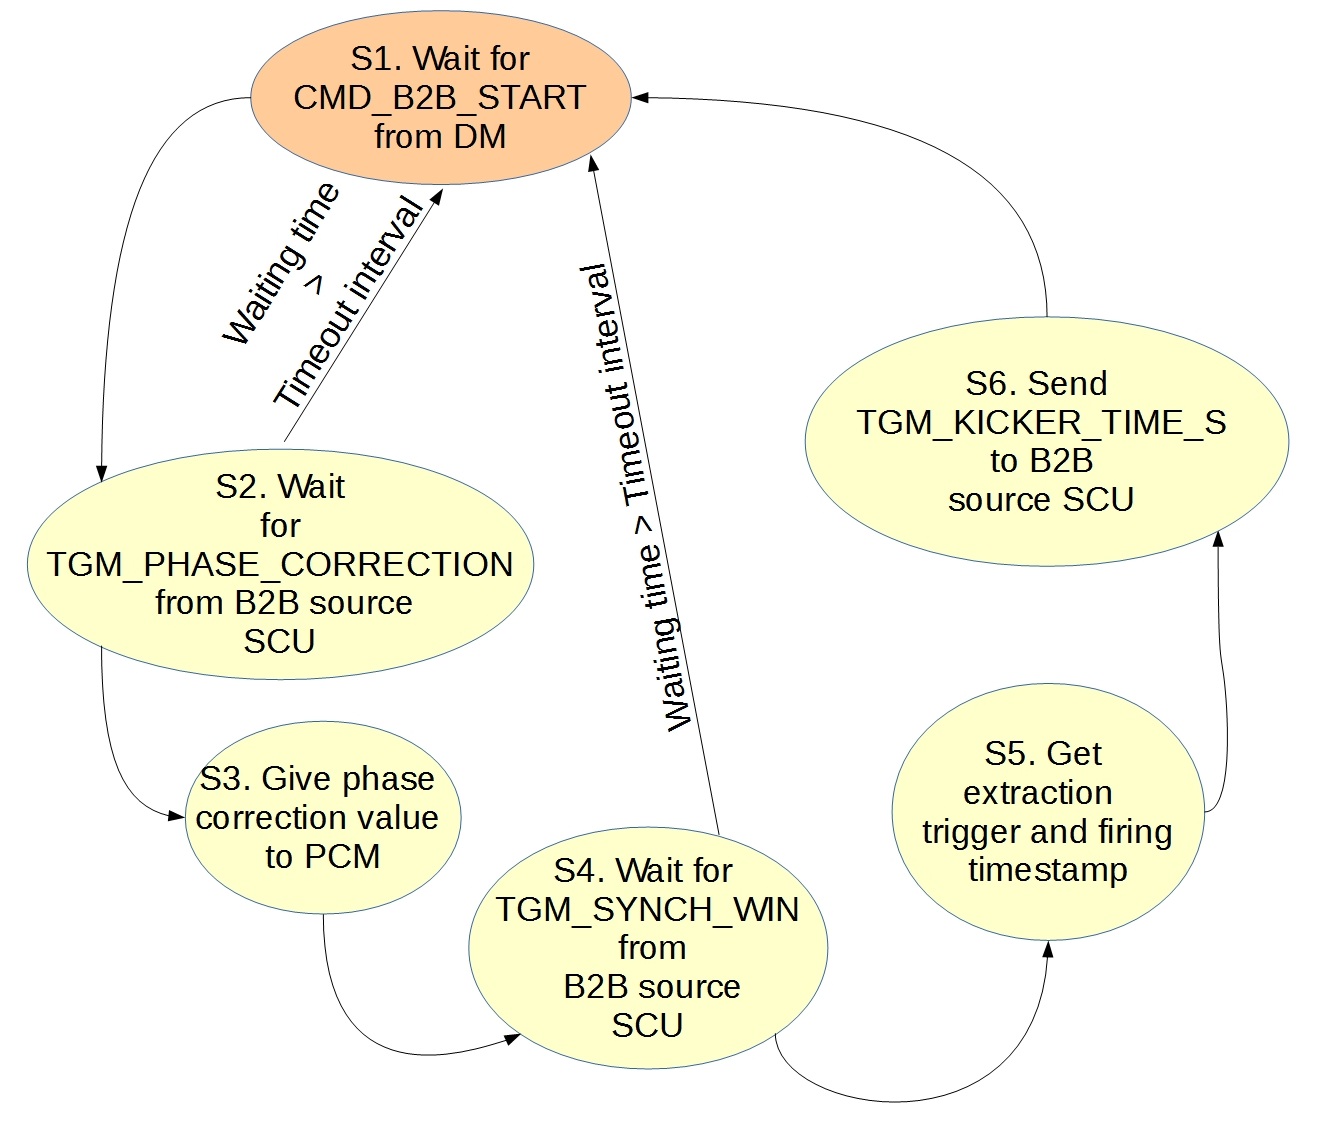 S1. Wait for
CMD_B2B_START
from DM
Waiting time
>
Timeout interval
Waiting time > Timeout interval
S2. Wait
for
TGM_PHASE_CORRECTION
from B2B source
SCU
S3. Give phase
correction value
to PCM
S4. Wait for
TGM_SYNCH_WIN
from
B2B source
SCU
S5. Get
extraction
trigger and firing
timestamp
S6. Send
TGM_KICKER_TIME_S
to B2B
source SCU